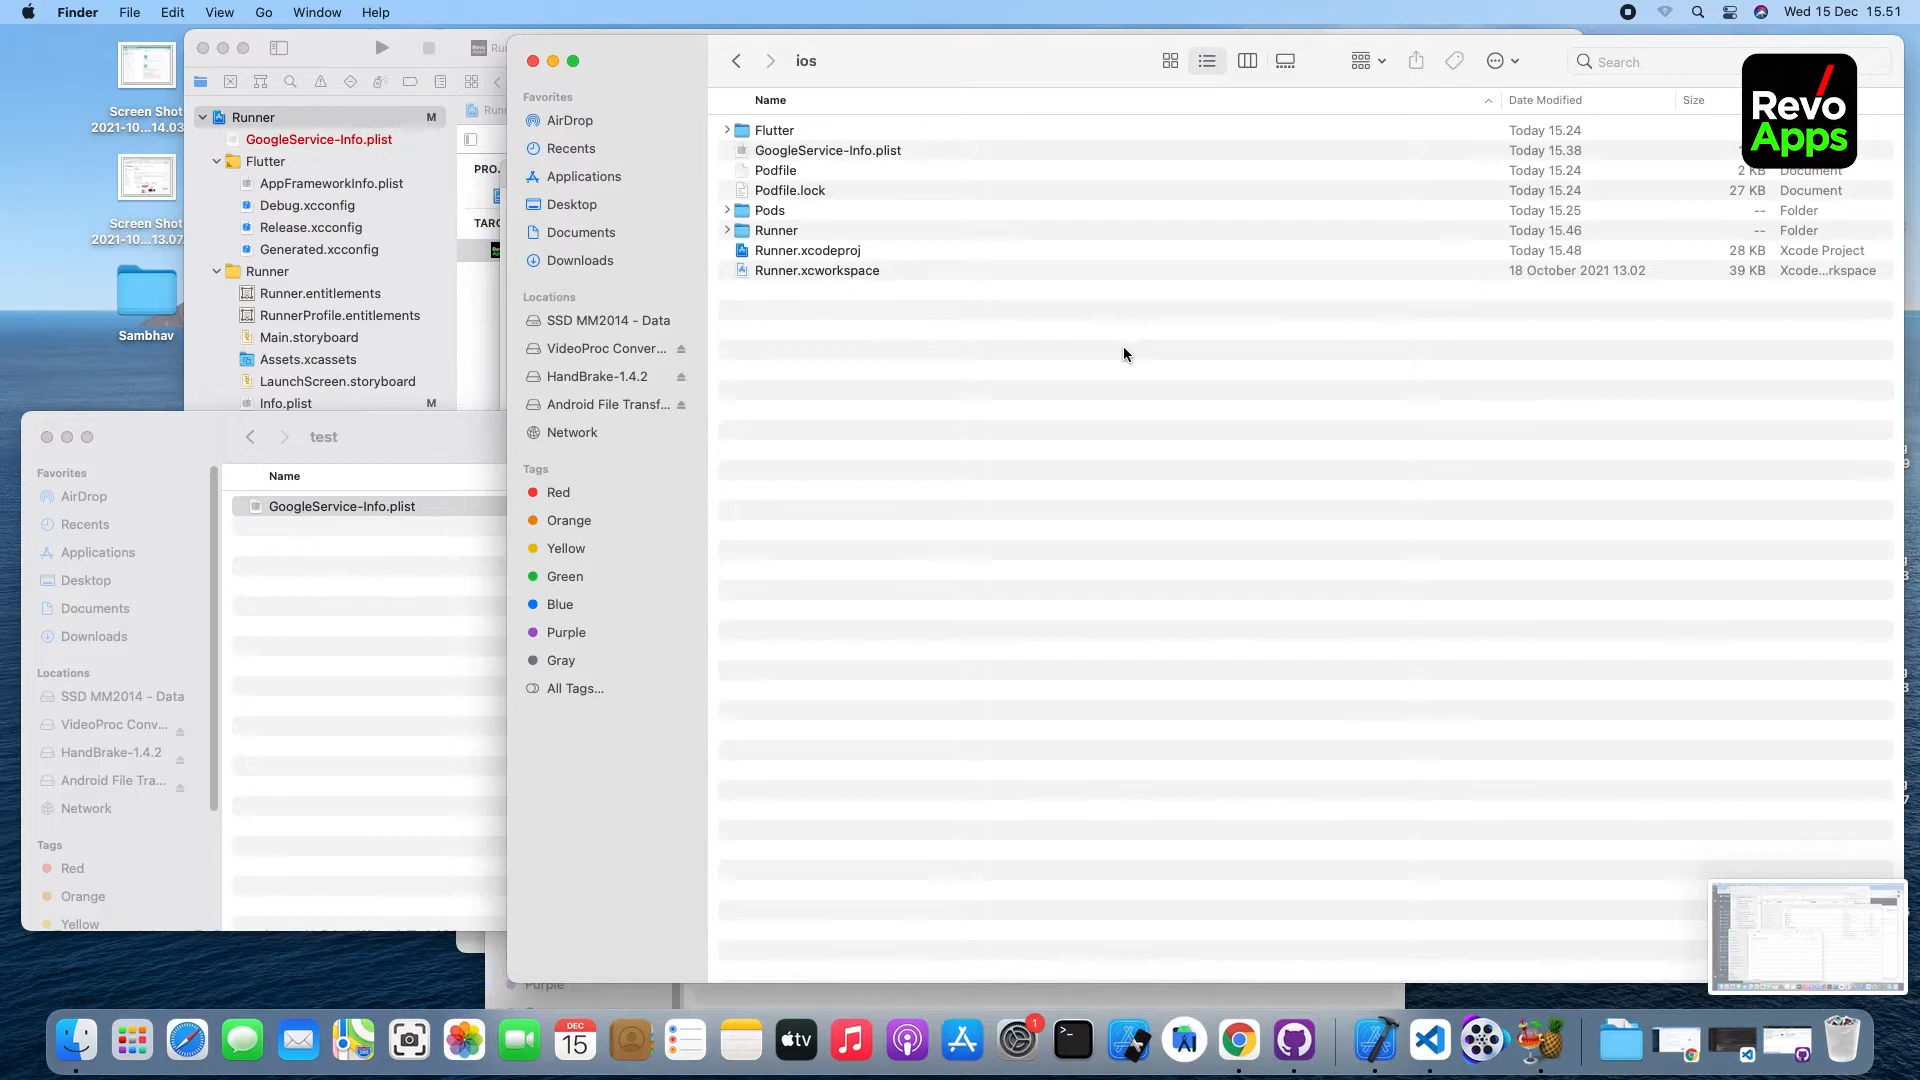 Finder File Edit View Go Window Help
Wed 15 Dec 15.51
Screen Shot
2021-10...14.03
Screen Shot
2021-10...13.07
Sambhav
Runner M
GoogleService-Info.plist
Flutter
AppFrameworkInfo.plist
Debug.xcconfig
Release.xcconfig
Generated.xcconfig
Runner
Runner.entitlements
RunnerProfile.entitlements
Main.storyboard
Assets.xcassets
LaunchScreen.storyboard
Info.plist M
test
Favorites
AirDrop
Recents
Applications
Desktop
Documents
Downloads
Locations
SSD MM2014 - Data
VideoProc Conv...
HandBrake-1.4.2
Android File Tra...
Network
Tags
Red
Orange
Yellow
Name
GoogleService-Info.plist
Favorites
AirDrop
Recents
Applications
Desktop
Documents
Downloads
Locations
SSD MM2014 - Data
VideoProc Conver...
HandBrake-1.4.2
Android File Transf...
Network
Tags
Red
Orange
Yellow
Green
Blue
Purple
Gray
All Tags...
ios
Search
Revo
Apps
Name Date Modified Size
Flutter Today 15.24
GoogleService-Info.plist Today 15.38
Podfile Today 15.24 2 KB Document
Podfile.lock Today 15.24 27 KB Document
Pods Today 15.25 -- Folder
Runner Today 15.46 -- Folder
Runner.xcodeproj Today 15.48 28 KB Xcode Project
Runner.xcworkspace 18 October 2021 13.02 39 KB Xcode...rkspace
Purple
DEC
15
tv
1